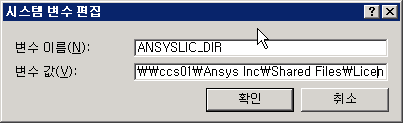 시스템 변수 편집
변수 이름(N): ANSYSLIC_DIR
변수 값(V): ₩₩ccs01₩Ansys Inc₩Shared Files₩Licen
확인 취소